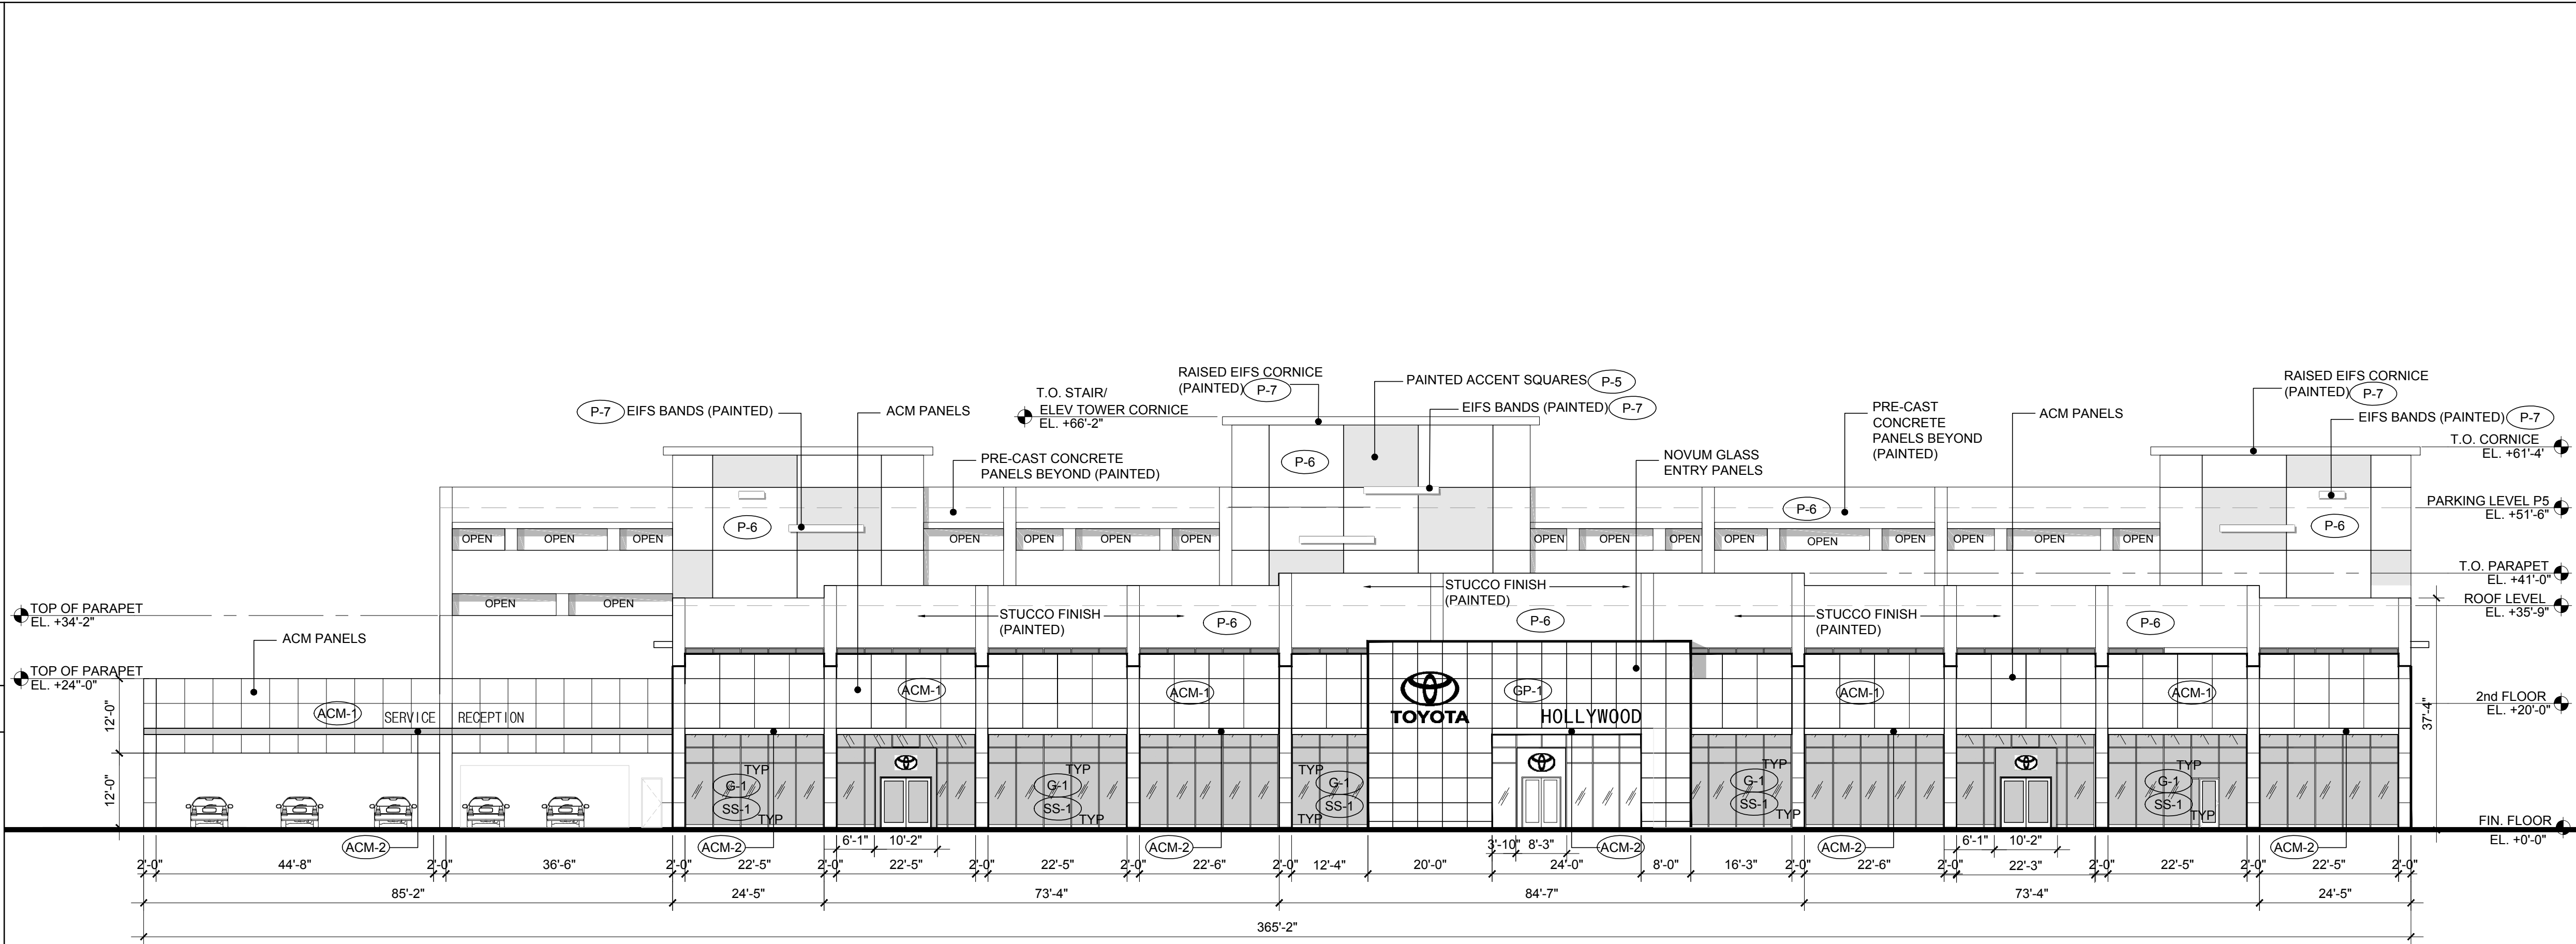 RAISED EIFS CORNICE
(PAINTED) P-7
PAINTED ACCENT SQUARES P-5
RAISED EIFS CORNICE
(PAINTED) P-7
T.O. STAIR/
ELEV TOWER CORNICE
EL. +66'-2"
P-7 EIFS BANDS (PAINTED)
ACM PANELS
EIFS BANDS (PAINTED) P-7
PRE-CAST
CONCRETE
PANELS BEYOND
(PAINTED)
ACM PANELS
EIFS BANDS (PAINTED) P-7
T.O. CORNICE
EL. +61'-4'
PRE-CAST CONCRETE
PANELS BEYOND (PAINTED)
P-6
NOVUM GLASS
ENTRY PANELS
PARKING LEVEL P5
EL. +51'-6"
P-6
P-6
P-6
OPEN OPEN OPEN OPEN OPEN OPEN OPEN OPEN OPEN OPEN OPEN OPEN OPEN OPEN OPEN OPEN
T.O. PARAPET
EL. +41'-0"
ROOF LEVEL
EL. +35'-9"
OPEN OPEN
TOP OF PARAPET
EL. +34'-2"
STUCCO FINISH
(PAINTED)
P-6
STUCCO FINISH
(PAINTED)
P-6
STUCCO FINISH
(PAINTED)
P-6
ACM PANELS
TOP OF PARAPET
EL. +24"-0"
ACM-1
SERVICE RECEPTION
ACM-1
ACM-1
TOYOTA
GP-1
HOLLYWOOD
ACM-1
ACM-1
2nd FLOOR
EL. +20'-0"
12'-0"
12'-0"
37'-4"
TYP
G-1
SS-1
TYP
TYP
G-1
SS-1
TYP
TYP
G-1
SS-1
TYP
TYP
G-1
SS-1
TYP
TYP
G-1
SS-1
TYP
FIN. FLOOR
EL. +0'-0"
ACM-2 ACM-2 ACM-2 ACM-2 ACM-2 ACM-2
6'-1" 10'-2" 3'-10" 8'-3" 6'-1" 10'-2"
2'-0" 44'-8" 2'-0" 36'-6" 2'-0" 22'-5" 2'-0" 22'-5" 2'-0" 22'-5" 2'-0" 22'-6" 2'-0" 12'-4" 20'-0" 24'-0" 8'-0" 16'-3" 2'-0" 22'-6" 2'-0" 22'-3" 2'-0" 22'-5" 2'-0" 22'-5" 2'-0"
85'-2" 24'-5" 73'-4" 84'-7" 73'-4" 24'-5"
365'-2"